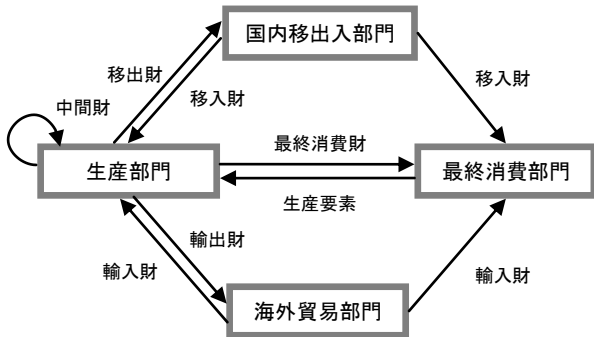 国内移出入部門
移出財
移入財
移入財
中間財
最終消費財
生産部門
最終消費部門
生産要素
輸出財
輸入財
輸入財
海外貿易部門